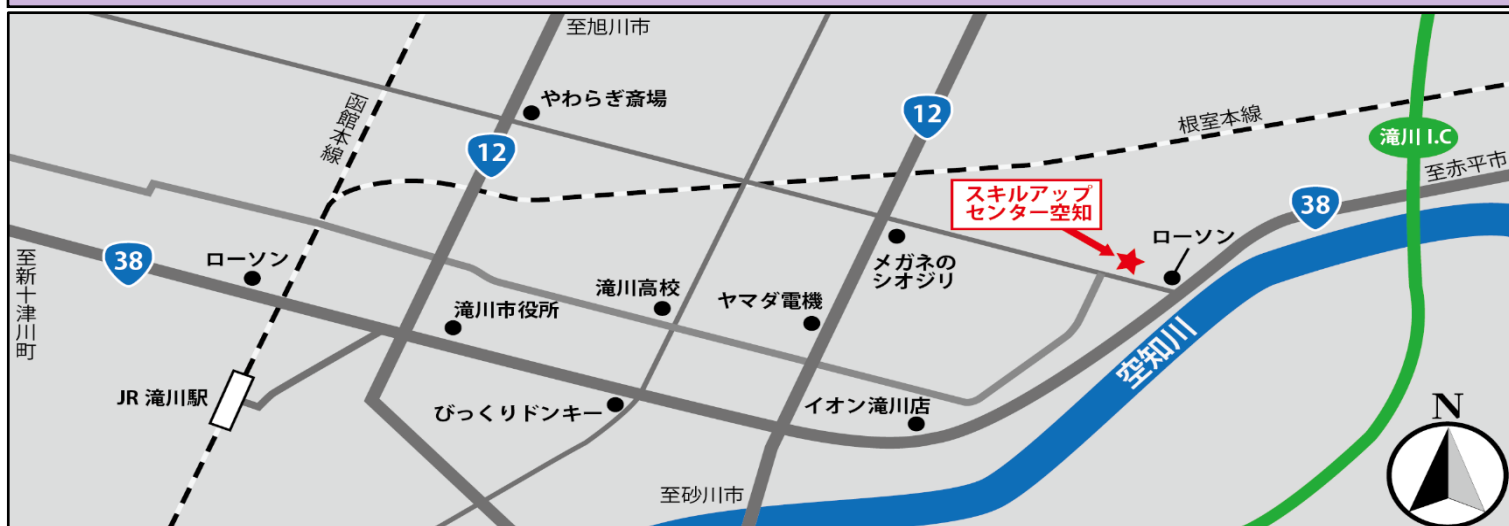 至旭川市
やわらぎ斎場
函館本線
12
12
根室本線
滝川 I.C
至赤平市
スキルアップ
センター空知
38
ローソン
至新十津川町
38
ローソン
メガネの
シオジリ
滝川高校
ヤマダ電機
滝川市役所
空知川
JR 滝川駅
びっくりドンキー
イオン滝川店
N
至砂川市